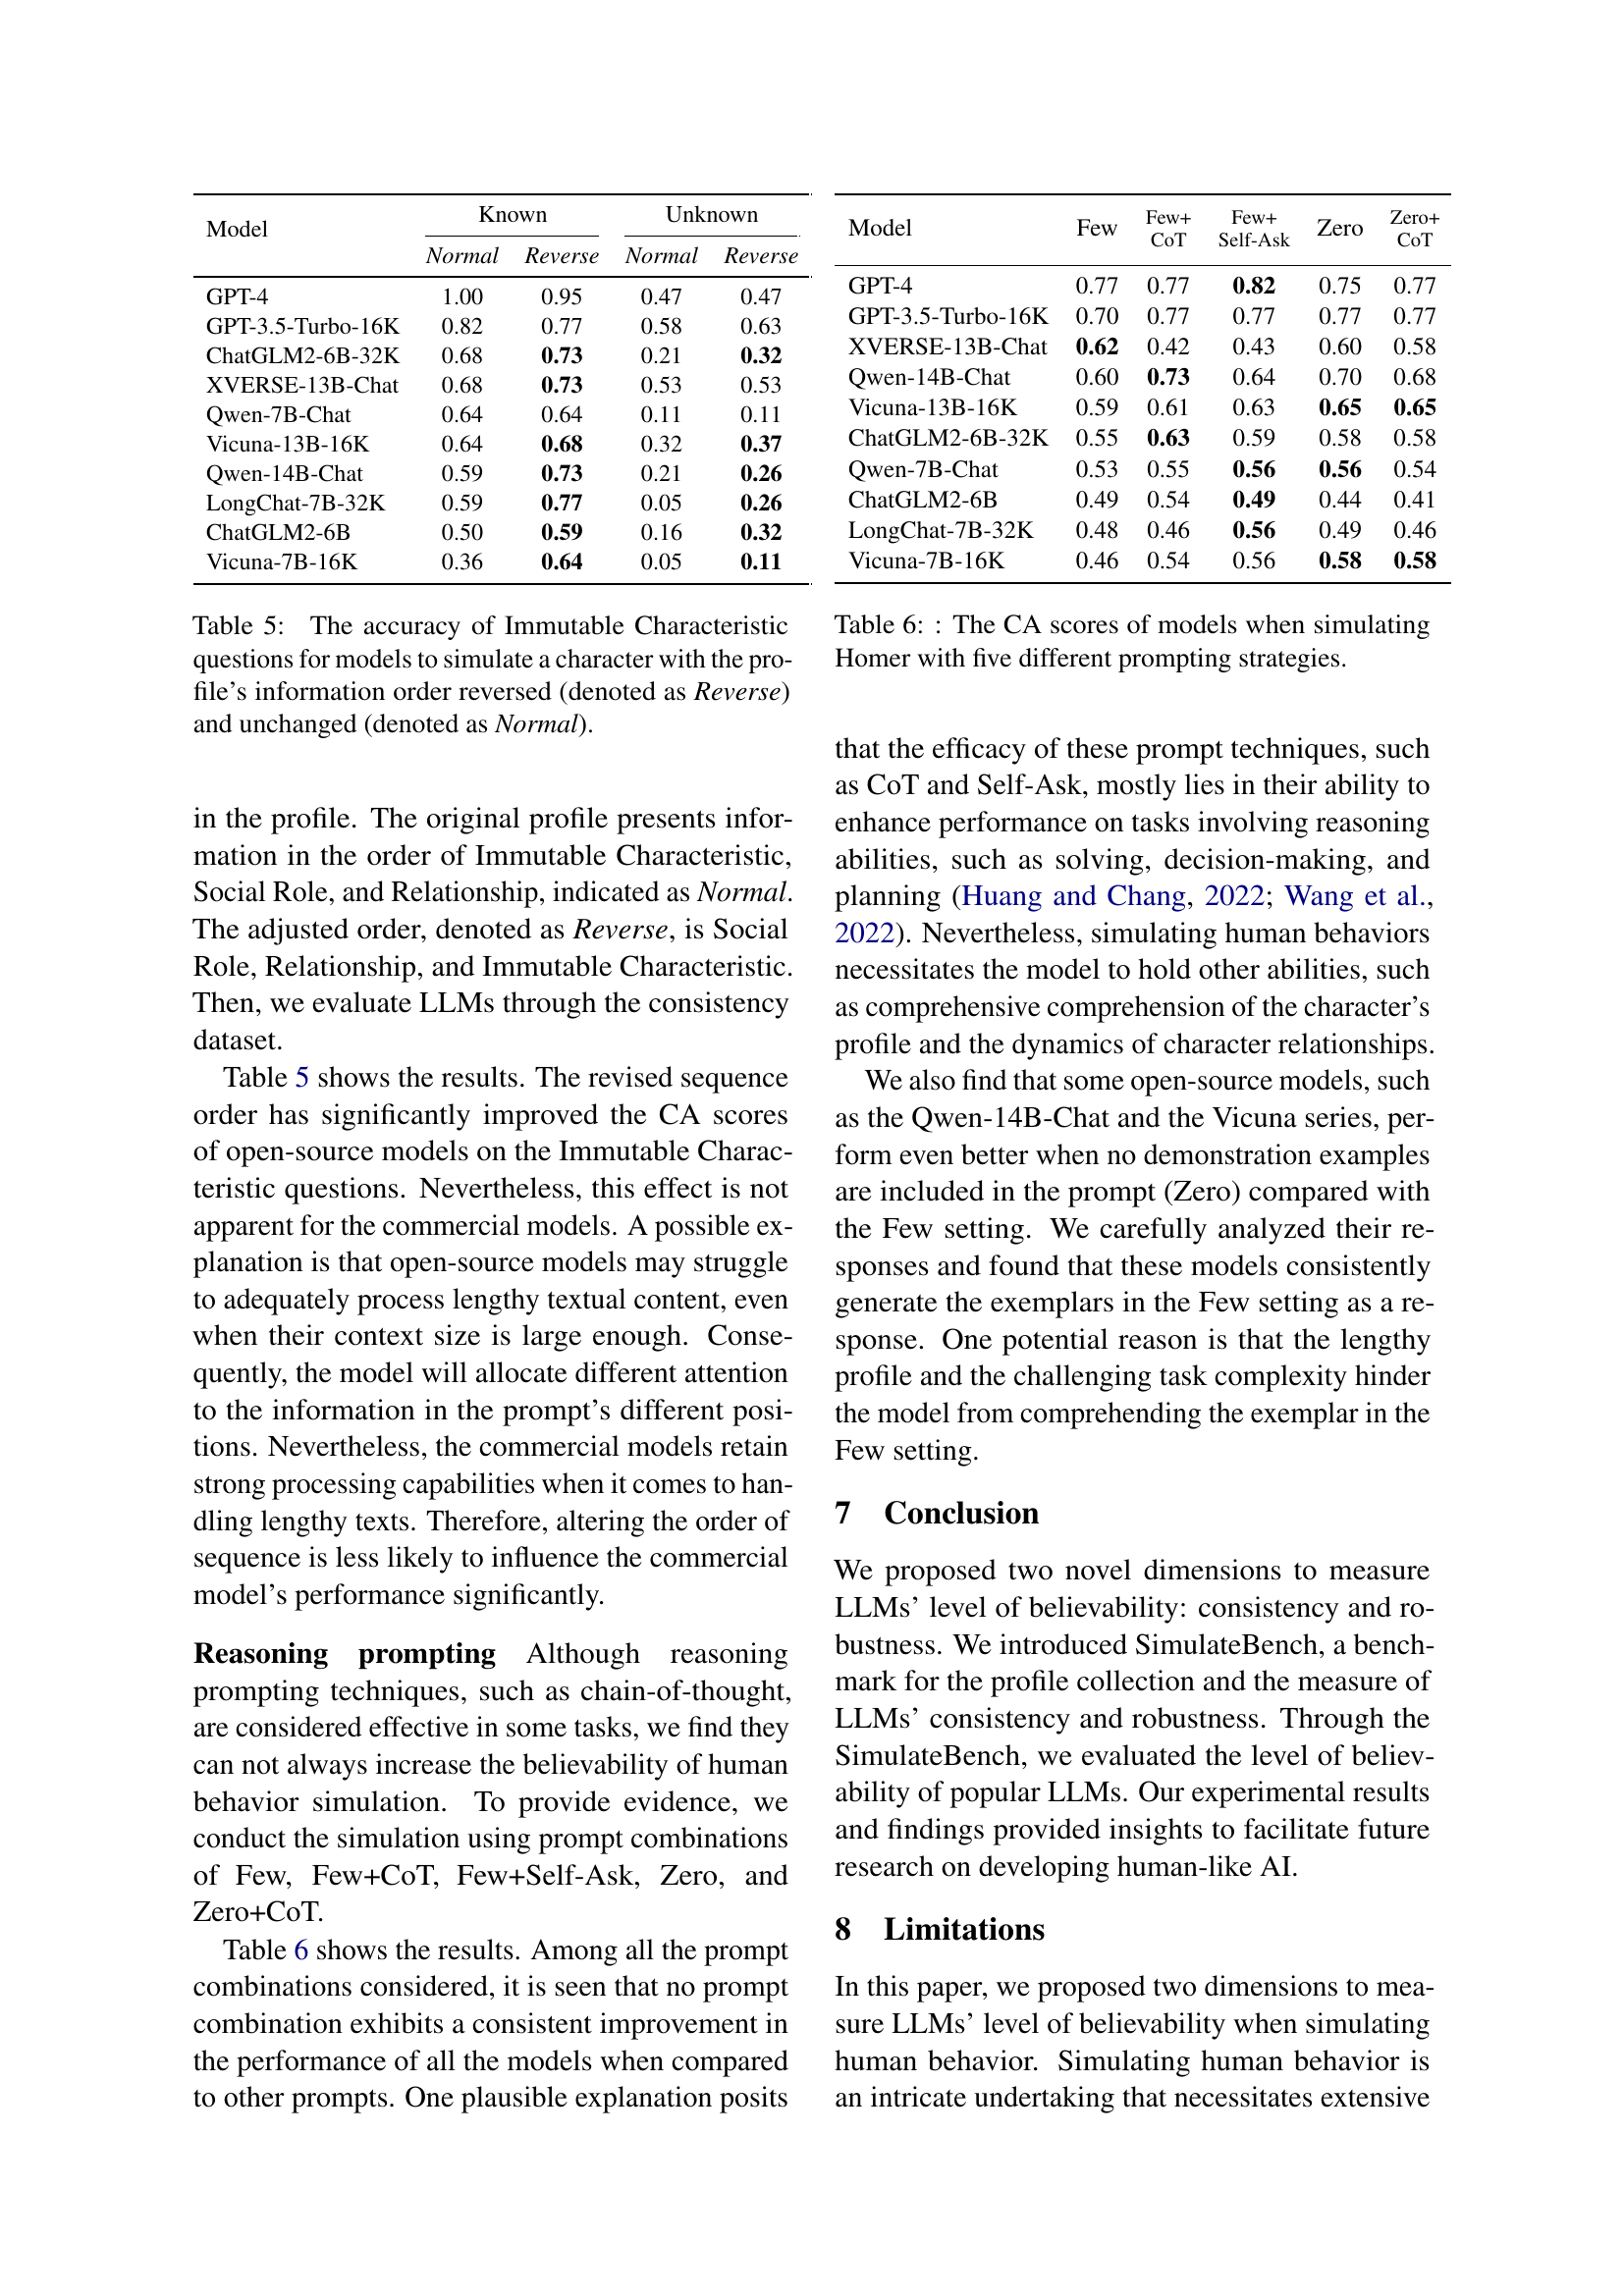 Model Known Unknown
Normal Reverse Normal Reverse
GPT-4 1.00 0.95 0.47 0.47
GPT-3.5-Turbo-16K 0.82 0.77 0.58 0.63
ChatGLM2-6B-32K 0.68 0.73 0.21 0.32
XVERSE-13B-Chat 0.68 0.73 0.53 0.53
Qwen-7B-Chat 0.64 0.64 0.11 0.11
Vicuna-13B-16K 0.64 0.68 0.32 0.37
Qwen-14B-Chat 0.59 0.73 0.21 0.26
LongChat-7B-32K 0.59 0.77 0.05 0.26
ChatGLM2-6B 0.50 0.59 0.16 0.32
Vicuna-7B-16K 0.36 0.64 0.05 0.11
Table 5: The accuracy of Immutable Characteristic
questions for models to simulate a character with the pro-
file's information order reversed (denoted as Reverse)
and unchanged (denoted as Normal).
in the profile. The original profile presents infor-
mation in the order of Immutable Characteristic,
Social Role, and Relationship, indicated as Normal.
The adjusted order, denoted as Reverse, is Social
Role, Relationship, and Immutable Characteristic.
Then, we evaluate LLMs through the consistency
dataset.
Table 5 shows the results. The revised sequence
order has significantly improved the CA scores
of open-source models on the Immutable Charac-
teristic questions. Nevertheless, this effect is not
apparent for the commercial models. A possible ex-
planation is that open-source models may struggle
to adequately process lengthy textual content, even
when their context size is large enough. Conse-
quently, the model will allocate different attention
to the information in the prompt's different posi-
tions. Nevertheless, the commercial models retain
strong processing capabilities when it comes to han-
dling lengthy texts. Therefore, altering the order of
sequence is less likely to influence the commercial
model's performance significantly.
Reasoning prompting Although reasoning
prompting techniques, such as chain-of-thought,
are considered effective in some tasks, we find they
can not always increase the believability of human
behavior simulation. To provide evidence, we
conduct the simulation using prompt combinations
of Few, Few+CoT, Few+Self-Ask, Zero, and
Zero+CoT.
Table 6 shows the results. Among all the prompt
combinations considered, it is seen that no prompt
combination exhibits a consistent improvement in
the performance of all the models when compared
to other prompts. One plausible explanation posits
Model Few Few+ CoT Few+ Self-Ask Zero Zero+ CoT
GPT-4 0.77 0.77 0.82 0.75 0.77
GPT-3.5-Turbo-16K 0.70 0.77 0.77 0.77 0.77
XVERSE-13B-Chat 0.62 0.42 0.43 0.60 0.58
Qwen-14B-Chat 0.60 0.73 0.64 0.70 0.68
Vicuna-13B-16K 0.59 0.61 0.63 0.65 0.65
ChatGLM2-6B-32K 0.55 0.63 0.59 0.58 0.58
Qwen-7B-Chat 0.53 0.55 0.56 0.56 0.54
ChatGLM2-6B 0.49 0.54 0.49 0.44 0.41
LongChat-7B-32K 0.48 0.46 0.56 0.49 0.46
Vicuna-7B-16K 0.46 0.54 0.56 0.58 0.58
Table 6: : The CA scores of models when simulating
Homer with five different prompting strategies.
that the efficacy of these prompt techniques, such
as CoT and Self-Ask, mostly lies in their ability to
enhance performance on tasks involving reasoning
abilities, such as solving, decision-making, and
planning (Huang and Chang, 2022; Wang et al.,
2022). Nevertheless, simulating human behaviors
necessitates the model to hold other abilities, such
as comprehensive comprehension of the character's
profile and the dynamics of character relationships.
We also find that some open-source models, such
as the Qwen-14B-Chat and the Vicuna series, per-
form even better when no demonstration examples
are included in the prompt (Zero) compared with
the Few setting. We carefully analyzed their re-
sponses and found that these models consistently
generate the exemplars in the Few setting as a re-
sponse. One potential reason is that the lengthy
profile and the challenging task complexity hinder
the model from comprehending the exemplar in the
Few setting.
7 Conclusion
We proposed two novel dimensions to measure
LLMs' level of believability: consistency and ro-
bustness. We introduced SimulateBench, a bench-
mark for the profile collection and the measure of
LLMs' consistency and robustness. Through the
SimulateBench, we evaluated the level of believ-
ability of popular LLMs. Our experimental results
and findings provided insights to facilitate future
research on developing human-like AI.
8 Limitations
In this paper, we proposed two dimensions to mea-
sure LLMs' level of believability when simulating
human behavior. Simulating human behavior is
an intricate undertaking that necessitates extensive